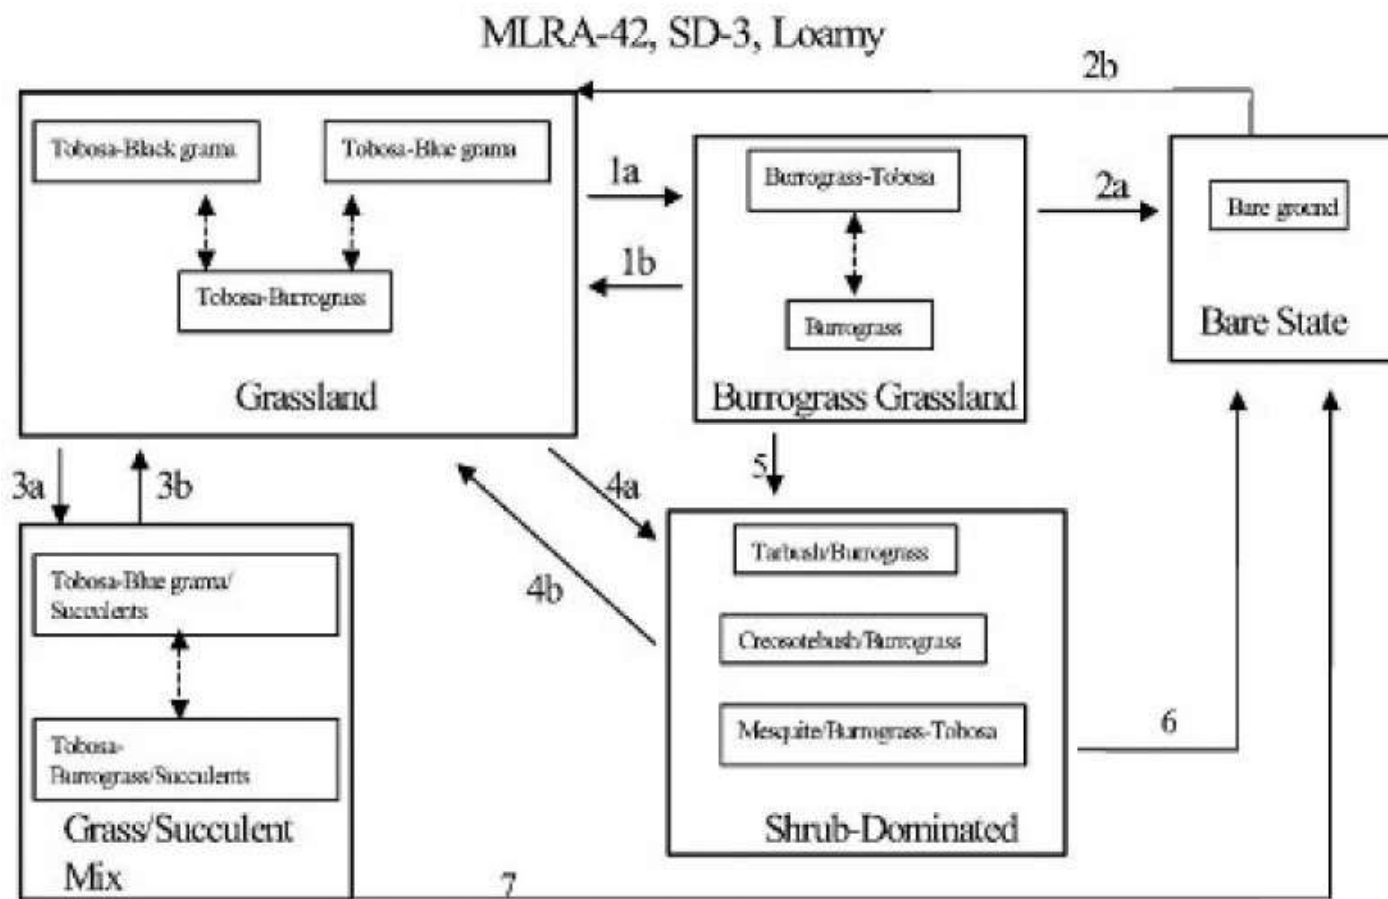 MLRA-42, SD-3, Loamy
2b
Tobosa-Black grama
Tobosa-Blue grama
Tobosa-Burrograss
Grassland
1a
1b
Burrograss-Tobosa
Burrograss
Burrograss Grassland
2a
Bare ground
Bare State
3a
3b
4a
4b
5
Tobosa-Blue grama/
Succulents
Tobosa-
Burrograss/Succulents
Grass/Succulent
Mix
Tarbush/Burrograss
Creosotebush/Burrograss
Mesquite/Burrograss-Tobosa
Shrub-Dominated
6
7